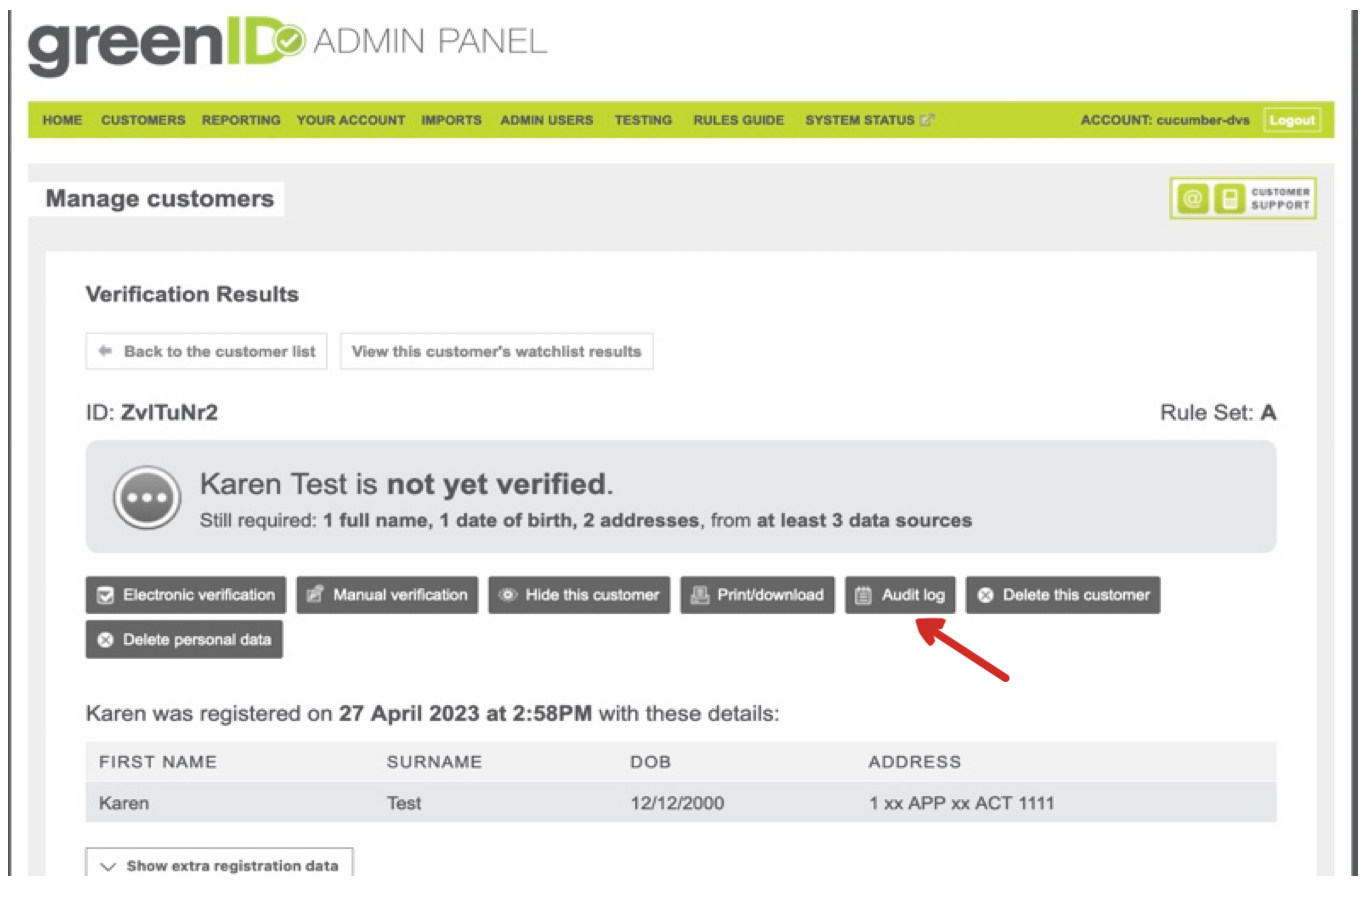 greenID ADMIN PANEL
HOME CUSTOMERS REPORTING YOUR ACCOUNT IMPORTS ADMIN USERS TESTING RULES GUIDE SYSTEM STATUS ACCOUNT: cucumber-dvs Logout
Manage customers
@ CUSTOMER
SUPPORT
Verification Results
Back to the customer list View this customer's watchlist results
ID: ZvITuNr2 Rule Set: A
Karen Test is not yet verified.
Still required: 1 full name, 1 date of birth, 2 addresses, from at least 3 data sources
Electronic verification Manual verification Hide this customer Print/download Audit log Delete this customer
Delete personal data
Karen was registered on 27 April 2023 at 2:58PM with these details:
FIRST NAME SURNAME DOB ADDRESS
Karen Test 12/12/2000 1 xx APP xx ACT 1111
Show extra registration data